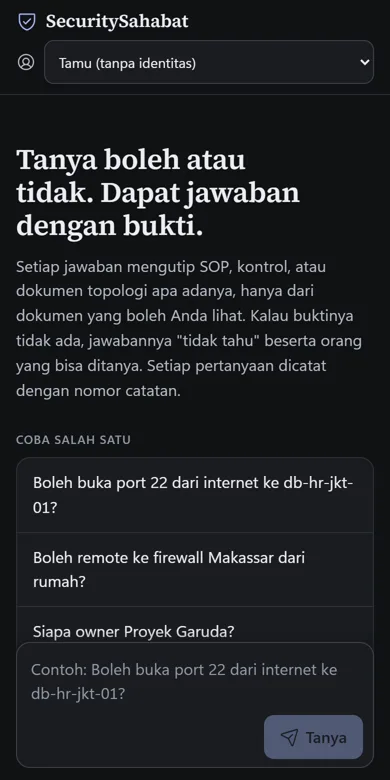 SecuritySahabat
Tamu (tanpa identitas)
Tanya boleh atau
tidak. Dapat jawaban
dengan bukti.
Setiap jawaban mengutip SOP, kontrol, atau
dokumen topologi apa adanya, hanya dari
dokumen yang boleh Anda lihat. Kalau buktinya
tidak ada, jawabannya "tidak tahu" beserta orang
yang bisa ditanya. Setiap pertanyaan dicatat
dengan nomor catatan.
COBA SALAH SATU
Boleh buka port 22 dari internet ke db-hr-jkt-
01?
Boleh remote ke firewall Makassar dari
rumah?
Siapa owner Proyek Garuda?
Contoh: Boleh buka port 22 dari internet ke
db-hr-jkt-01?
Tanya